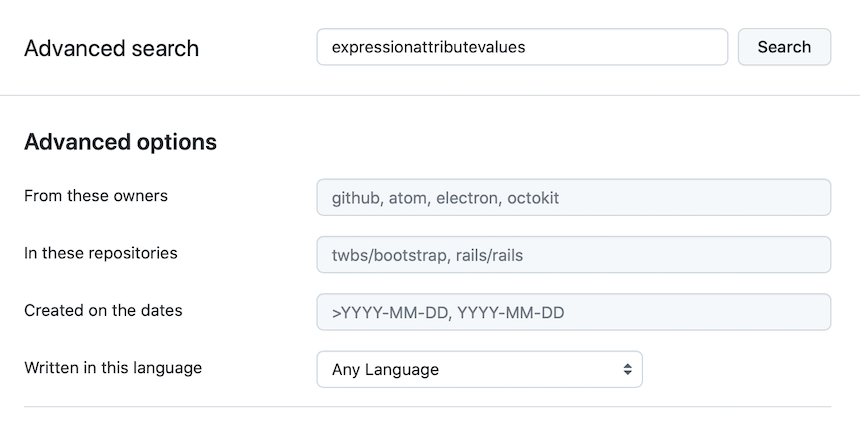 Advanced search
expressionattributevalues
Search
Advanced options
From these owners
github, atom, electron, octokit
In these repositories
twbs/bootstrap, rails/rails
Created on the dates
>YYYY-MM-DD, YYYY-MM-DD
Written in this language
Any Language